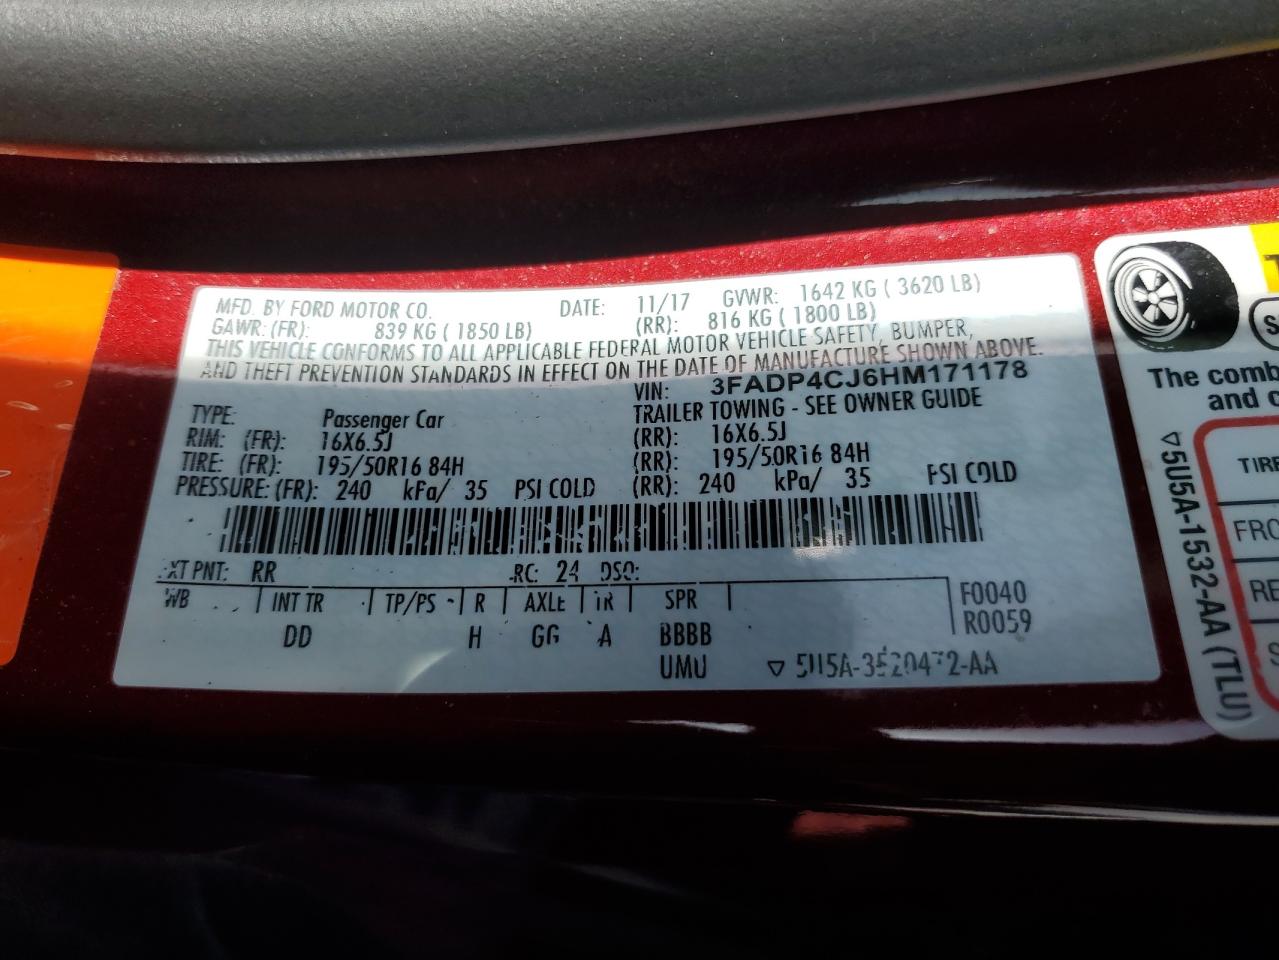 MFD. BY FORD MOTOR CO. DATE: 11/17 GVWR: 1642 KG ( 3620 LB)
GAWR: (FR): 839 KG ( 1850 LB) (RR): 816 KG ( 1800 LB)
THIS VEHICLE CONFORMS TO ALL APPLICABLE FEDERAL MOTOR VEHICLE SAFETY, BUMPER,
AND THEFT PREVENTION STANDARDS IN EFFECT ON THE DATE OF MANUFACTURE SHOWN ABOVE.
VIN: 3FADP4CJ6HM171178
TYPE: Passenger Car TRAILER TOWING - SEE OWNER GUIDE
RIM: (FR): 16X6.5J (RR): 16X6.5J
TIRE: (FR): 195/50R16 84H (RR): 195/50R16 84H
PRESSURE: (FR): 240 kPa/ 35 PSI COLD (RR): 240 kPa/ 35 PSI COLD
XT PNT: RR RC: 24 DSO:
WB INT TR TP/PS R AXLE TR SPR F0040
DD H GG A BBBB R0059
UMU
The comb
and c
TIRE
FRO
RE
S
5U5A-1532-AA (TLU)